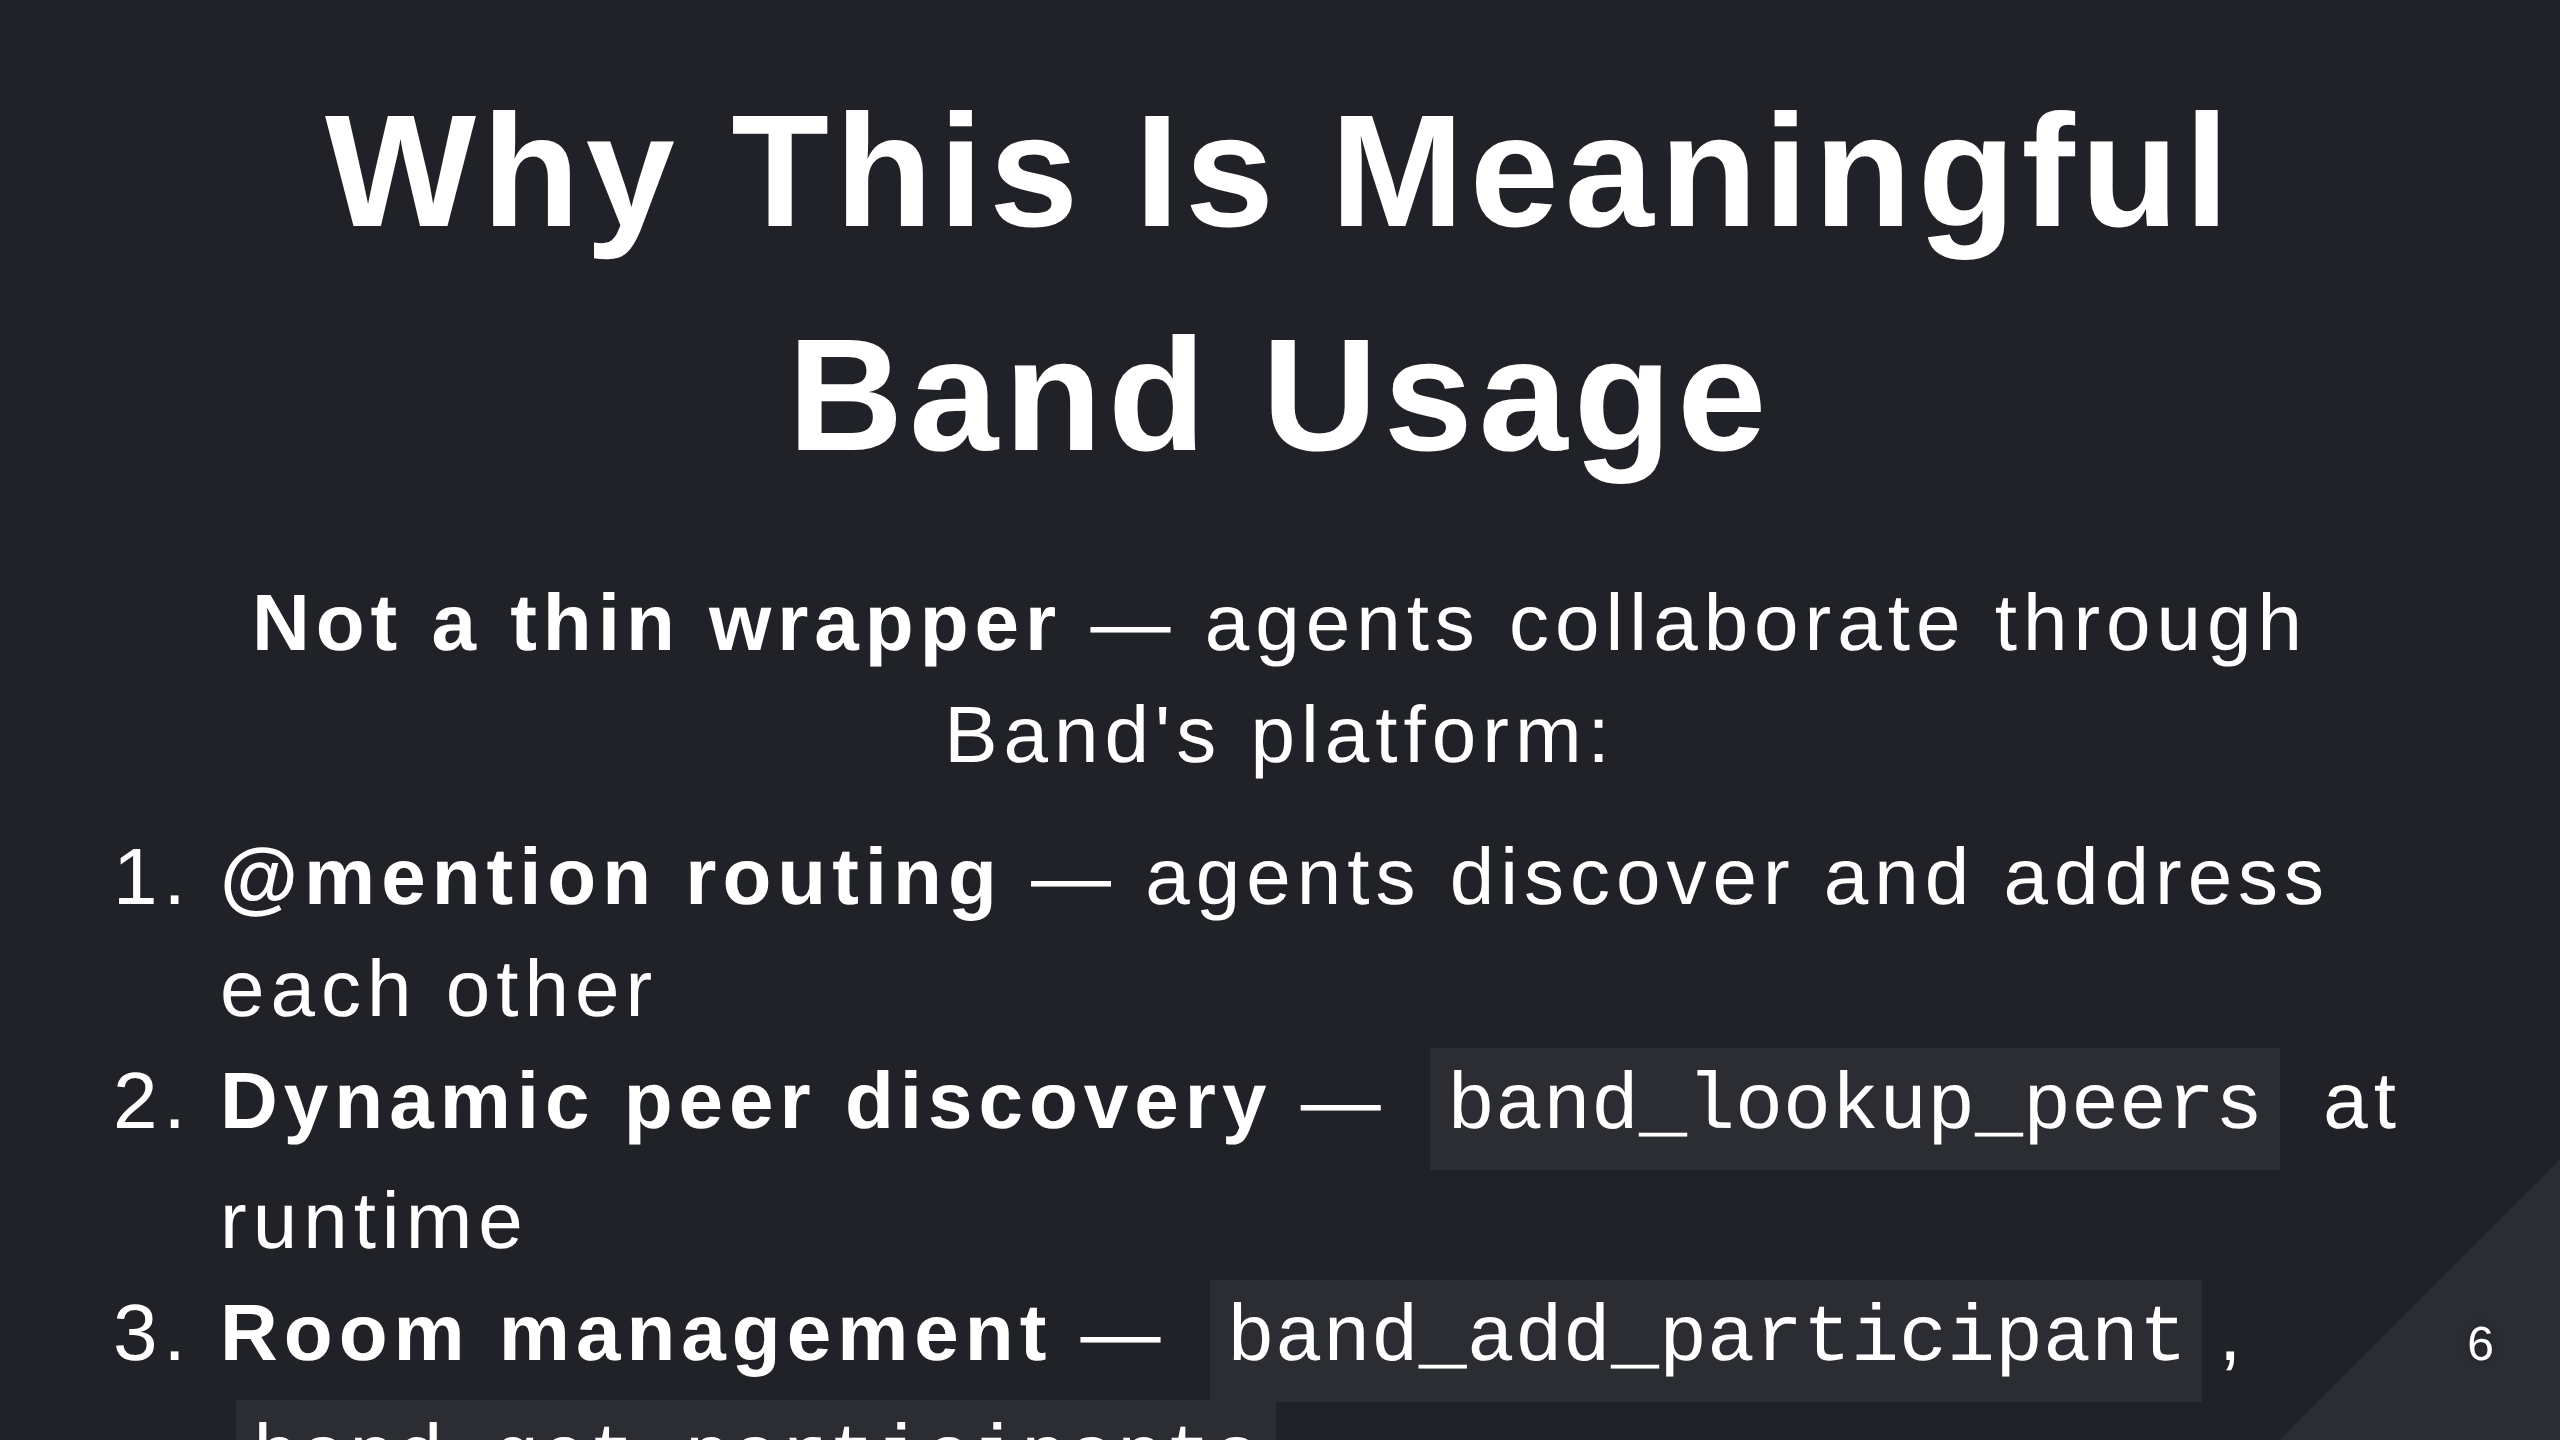 Why This Is Meaningful
Band Usage
Not a thin wrapper — agents collaborate through
Band's platform:
1. @mention routing — agents discover and address
each other
2. Dynamic peer discovery — band_lookup_peers at
runtime
3. Room management — band_add_participant,
band_get_participants
6